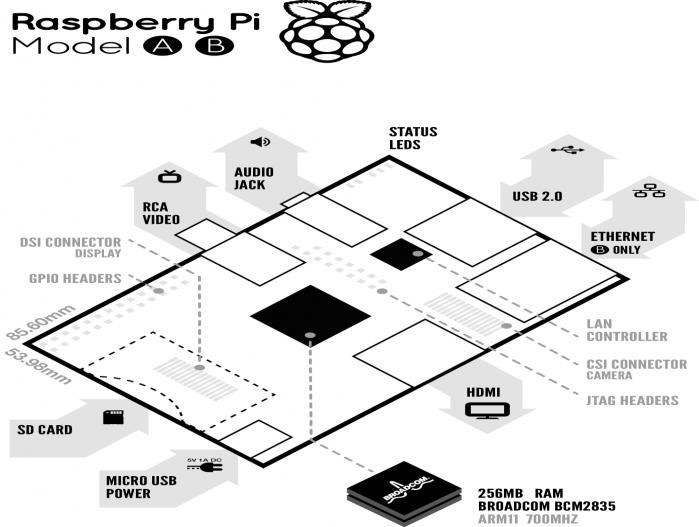 Raspberry Pi
Model A B
STATUS
LEDS
AUDIO
JACK
USB 2.0
RCA
VIDEO
ETHERNET
B ONLY
DSI CONNECTOR
DISPLAY
GPIO HEADERS
85.60mm
53.98mm
LAN
CONTROLLER
CSI CONNECTOR
CAMERA
JTAG HEADERS
HDMI
SD CARD
5V 1A DC
MICRO USB
POWER
BROADCOM
256MB RAM
BROADCOM BCM2835
ARM11 700MHZ